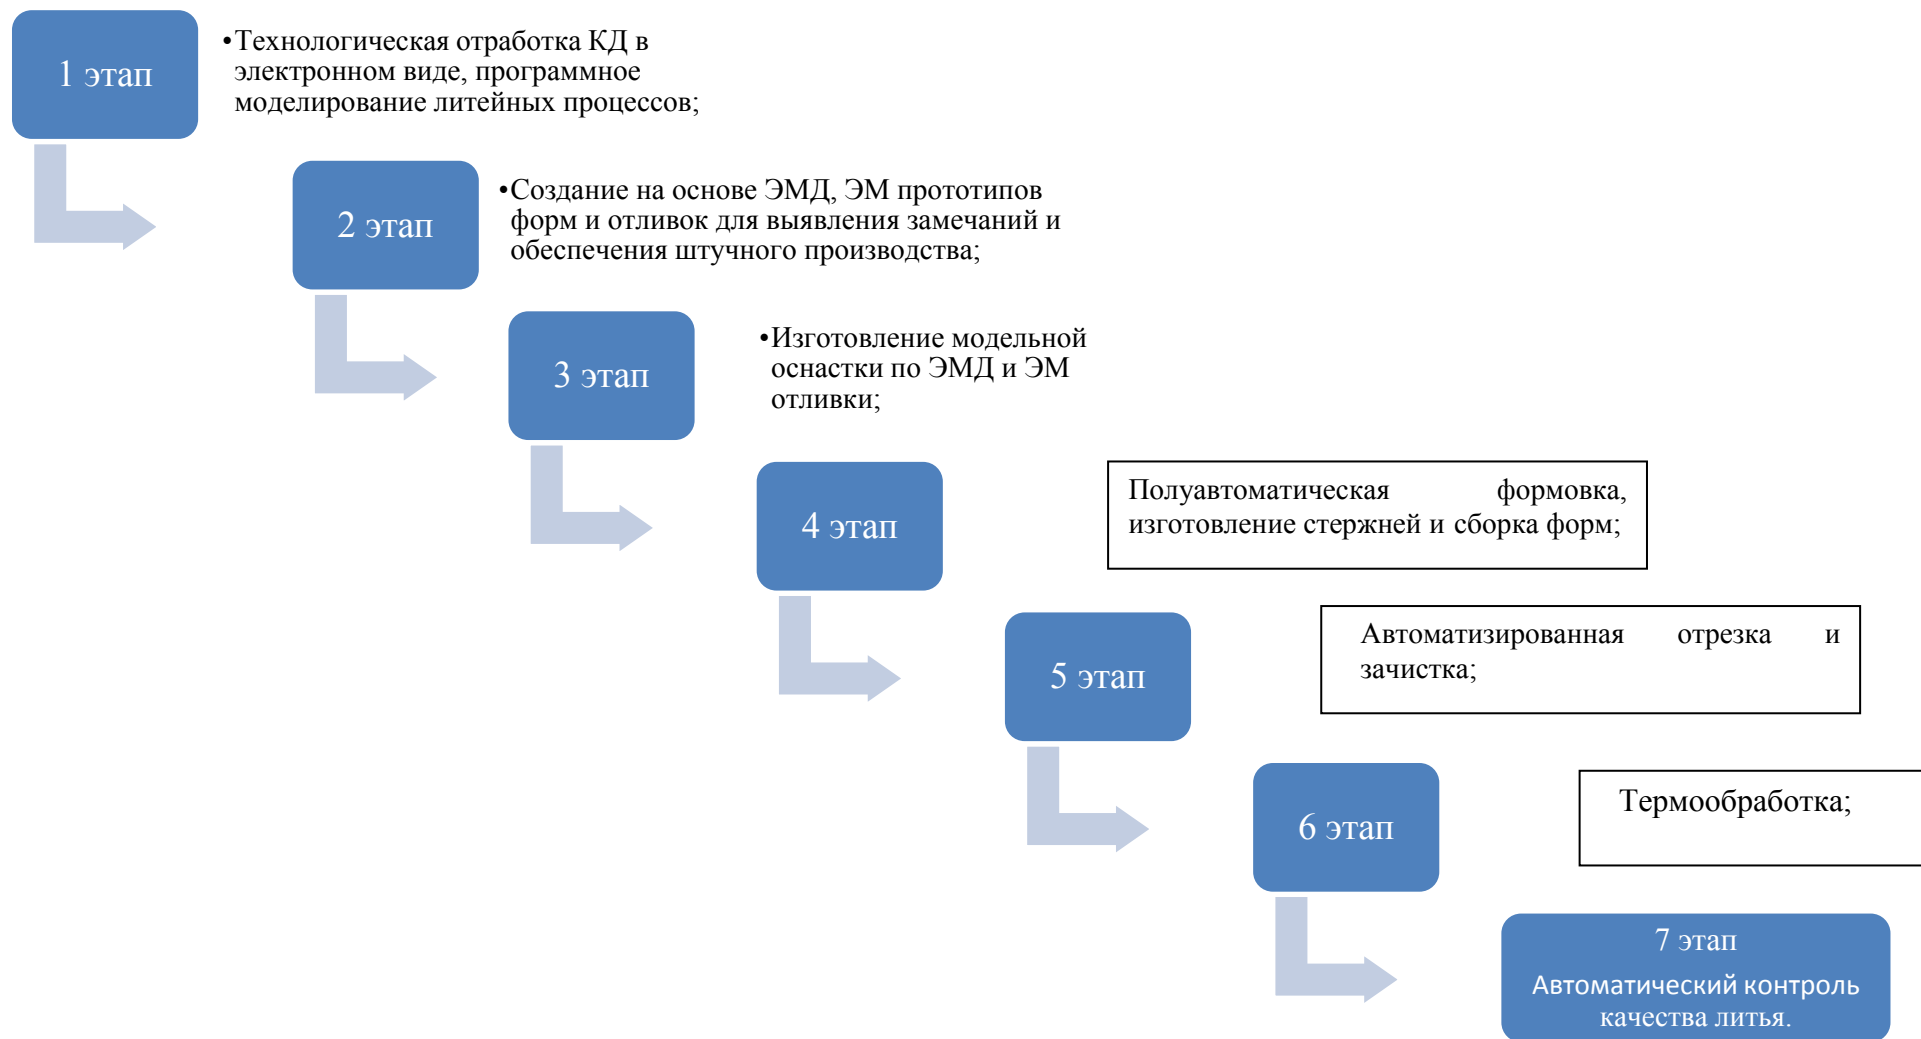 1 этап
•Технологическая отработка КД в
электронном виде, программное
моделирование литейных процессов;
2 этап
•Создание на основе ЭМД, ЭМ прототипов
форм и отливок для выявления замечаний и
обеспечения штучного производства;
3 этап
•Изготовление модельной
оснастки по ЭМД и ЭМ
отливки;
4 этап
Полуавтоматическая формовка,
изготовление стержней и сборка форм;
5 этап
Автоматизированная отрезка и
зачистка;
6 этап
Термообработка;
7 этап
Автоматический контроль
качества литья.